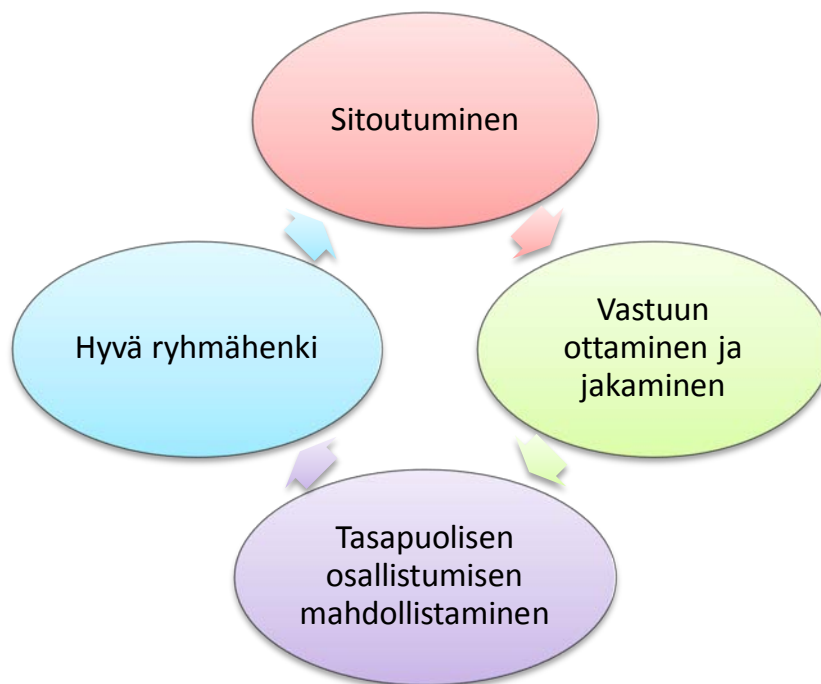 Sitoutuminen
Hyvä ryhmähenki
Vastuun
ottaminen ja
jakaminen
Tasapuolisen
osallistumisen
mahdollistaminen